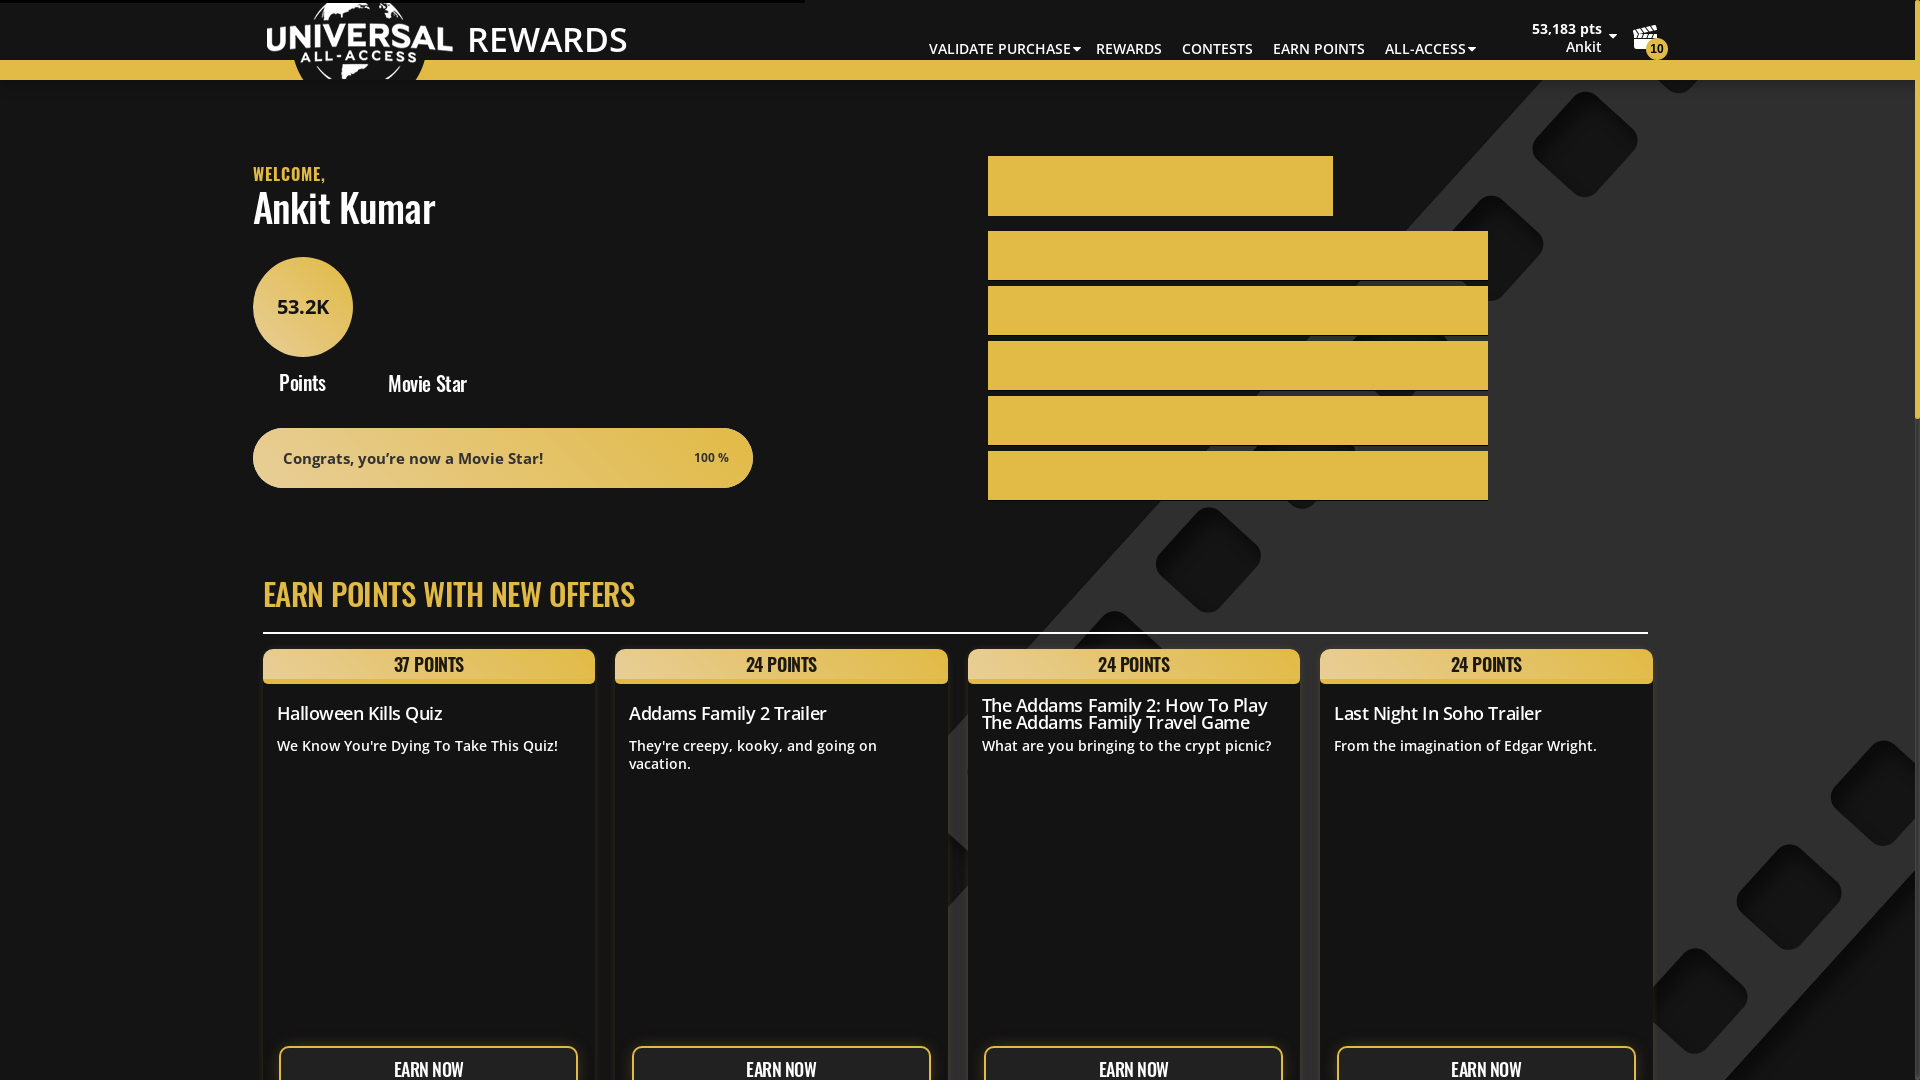 UNIVERSAL
ALL-ACCESS
REWARDS
VALIDATE PURCHASE
REWARDS
CONTESTS
EARN POINTS
ALL-ACCESS
53,183 pts
Ankit
10
WELCOME,
Ankit Kumar
53.2K
Points
Movie Star
Congrats, you’re now a Movie Star!
100 %
EARN POINTS WITH NEW OFFERS
37 POINTS
Halloween Kills Quiz
We Know You're Dying To Take This Quiz!
EARN NOW
24 POINTS
Addams Family 2 Trailer
They're creepy, kooky, and going on
vacation.
EARN NOW
24 POINTS
The Addams Family 2: How To Play
The Addams Family Travel Game
What are you bringing to the crypt picnic?
EARN NOW
24 POINTS
Last Night In Soho Trailer
From the imagination of Edgar Wright.
EARN NOW